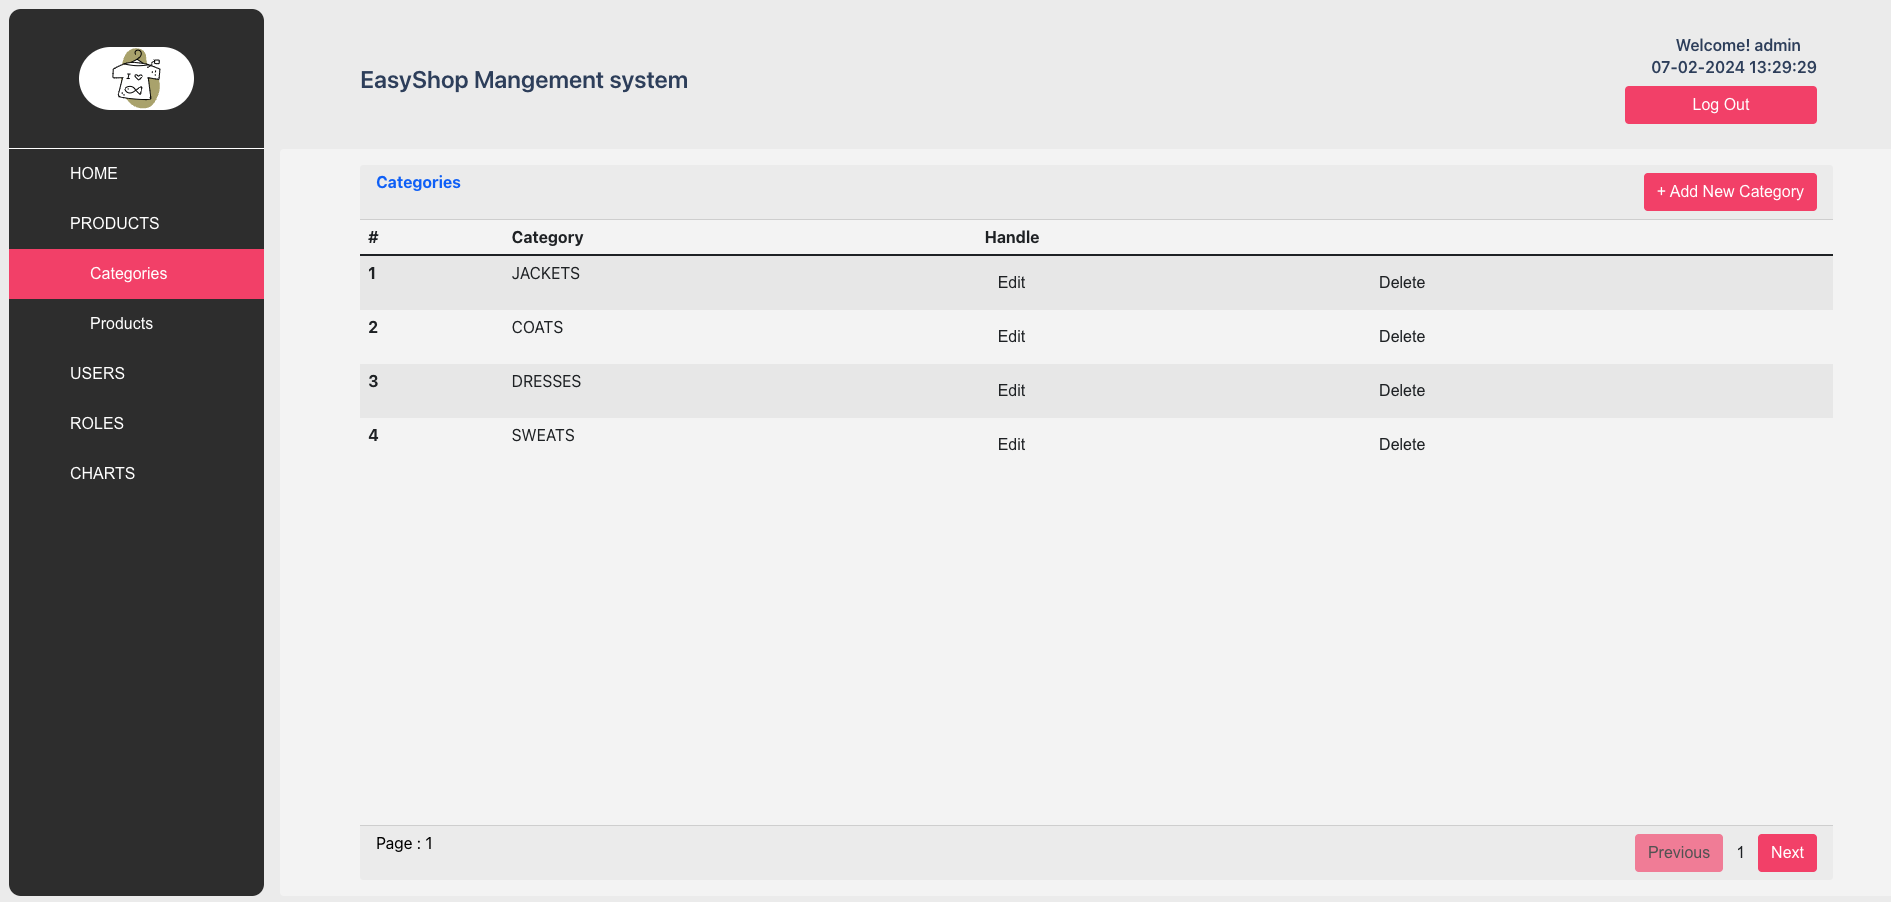 I
EasyShop Mangement system
Welcome! admin
07-02-2024 13:29:29
Log Out
HOME
PRODUCTS
Categories
Products
USERS
ROLES
CHARTS
Categories
+ Add New Category
# Category Handle
1 JACKETS Edit Delete
2 COATS Edit Delete
3 DRESSES Edit Delete
4 SWEATS Edit Delete
Page : 1
Previous 1 Next